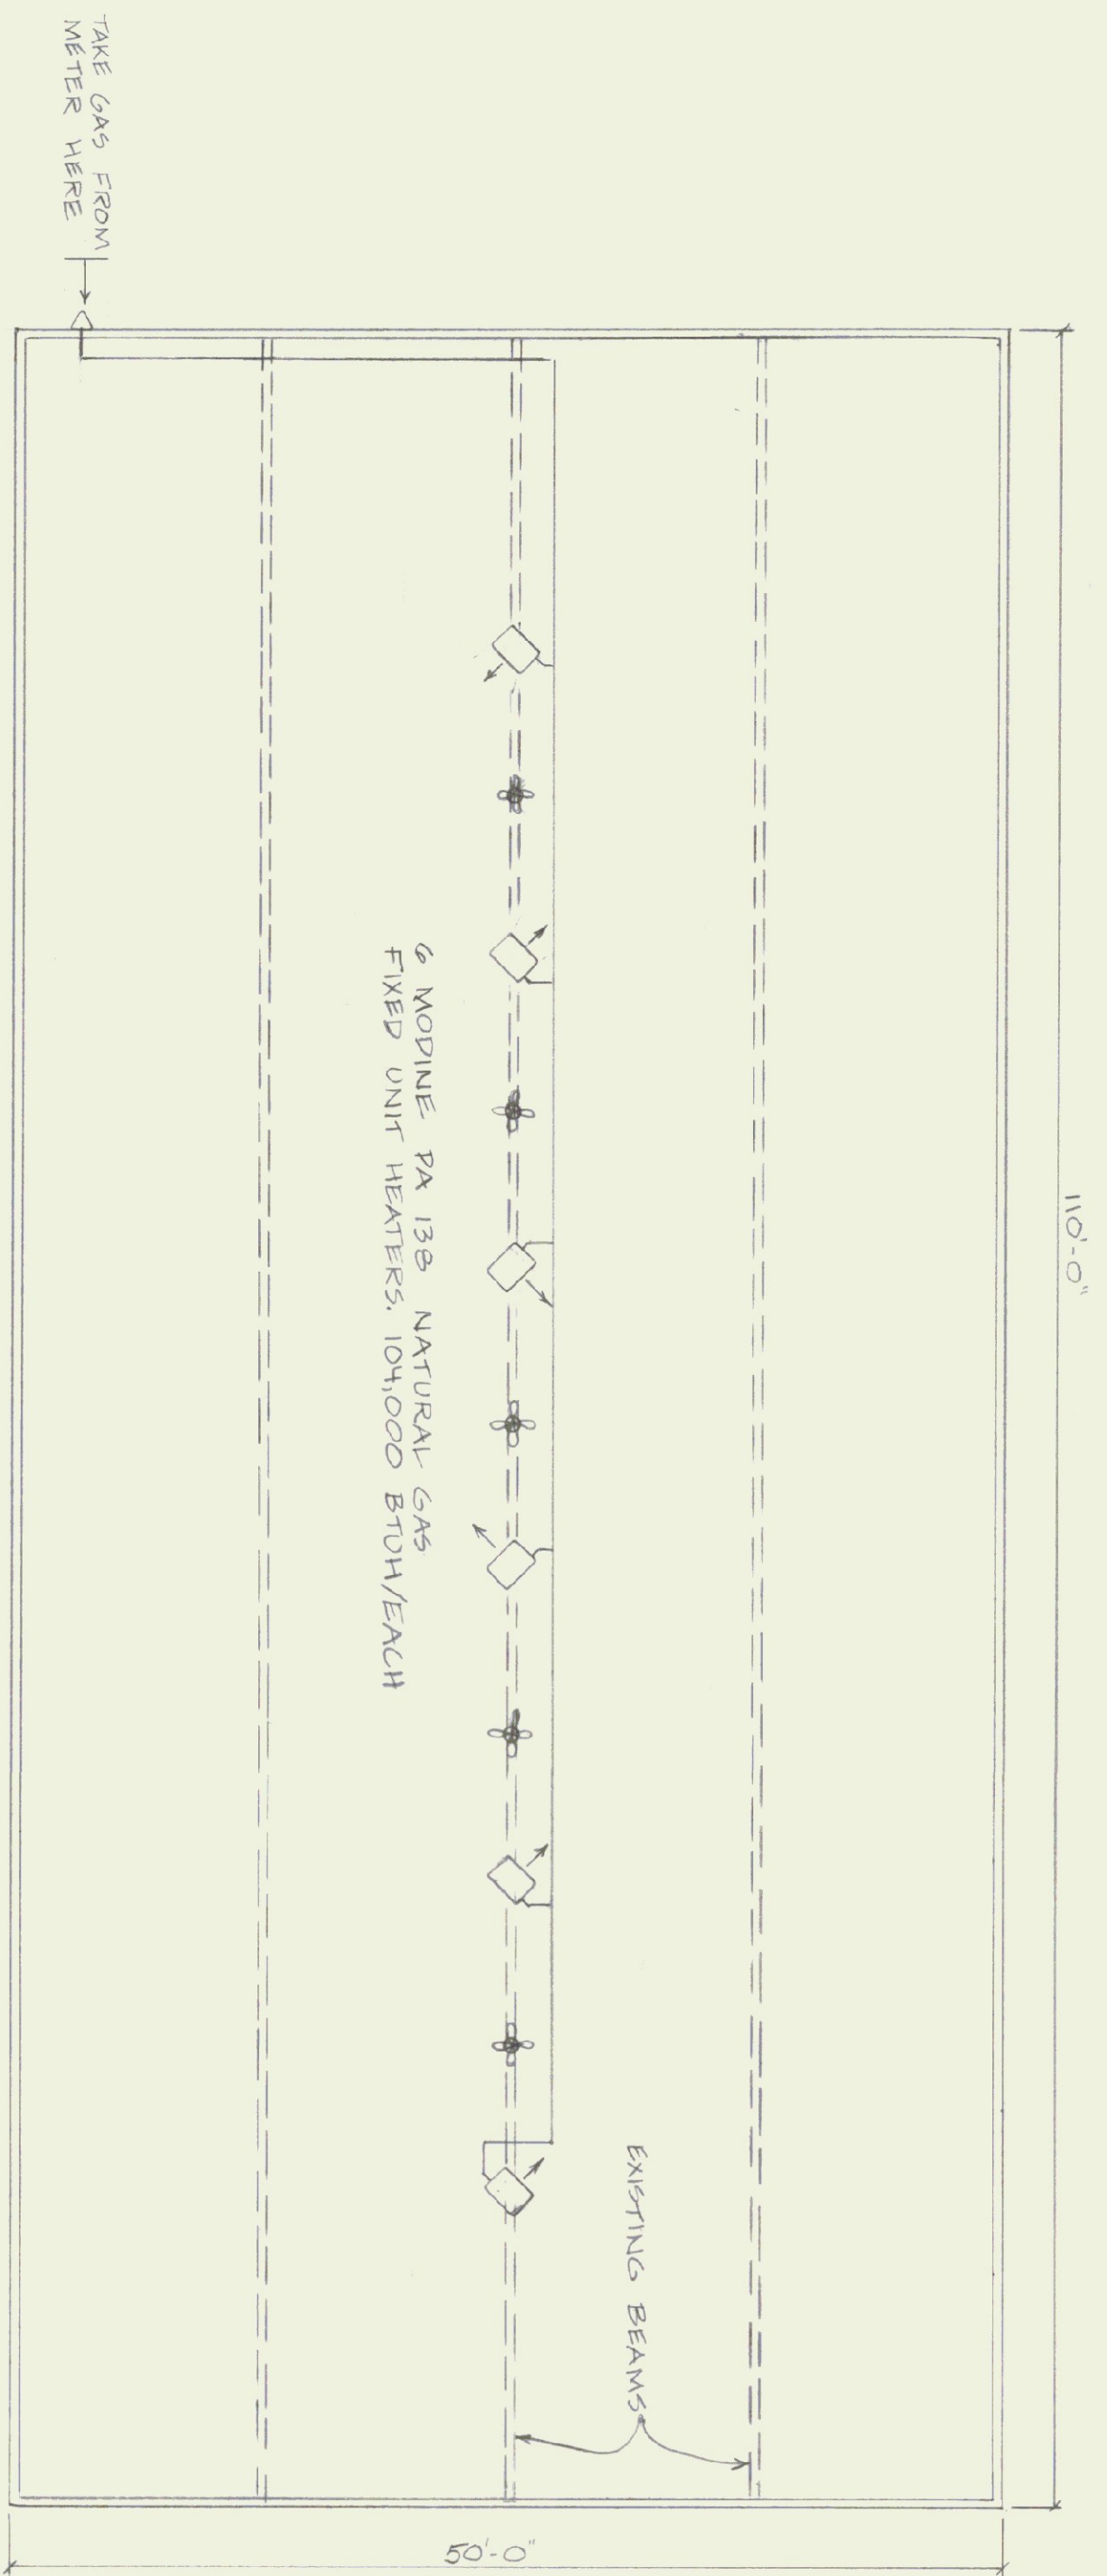 TAKE GAS FROM
METER HERE
110'-0"
6 MODINE PA 138 NATURAL GAS
FIXED UNIT HEATERS. 104,000 BTUH/EACH
EXISTING BEAMS
50'-0"